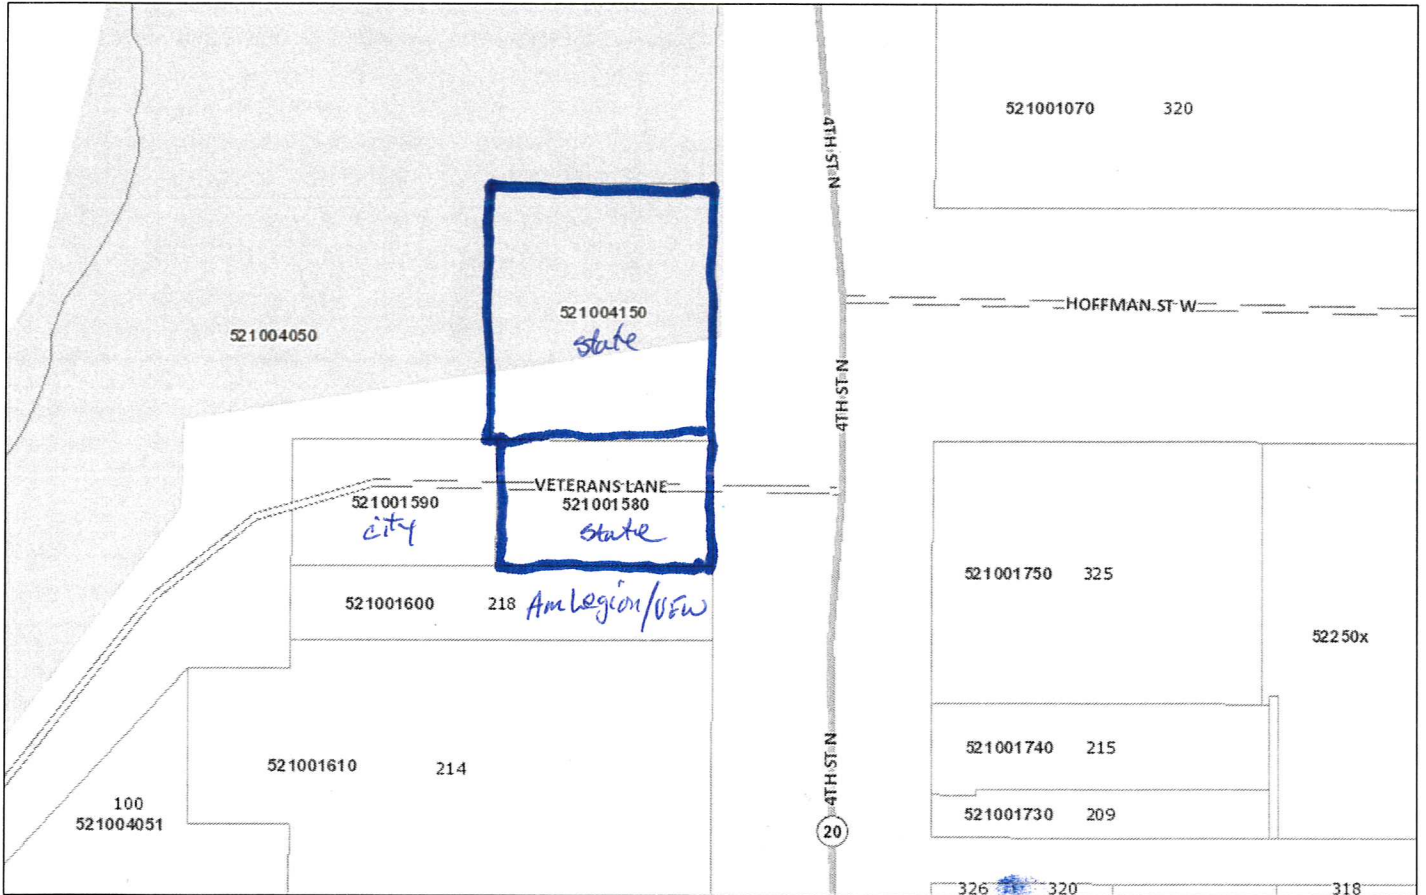 521001070 320
4TH ST N
HOFFMAN ST W
521004150
state
521004050
4TH ST N
VETERANS LANE
521001590
521001580
city
state
521001750 325
521001600 218 Am Legion/VFW
52250x
521001740 215
521001610 214
4TH ST N
100
521004051
521001730 209
20
326 320 318